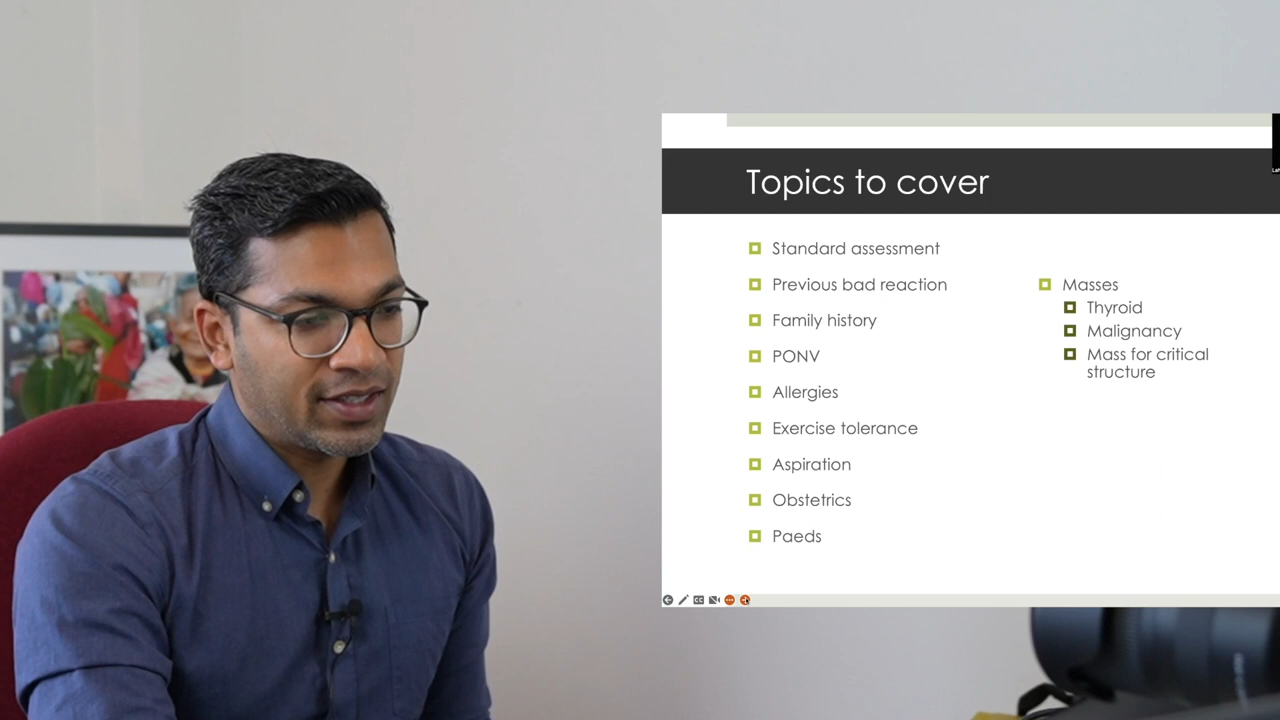 Topics to cover
Standard assessment
Previous bad reaction
Family history
PONV
Allergies
Exercise tolerance
Aspiration
Obstetrics
Paeds
Masses
Thyroid
Malignancy
Mass for critical
structure
CC